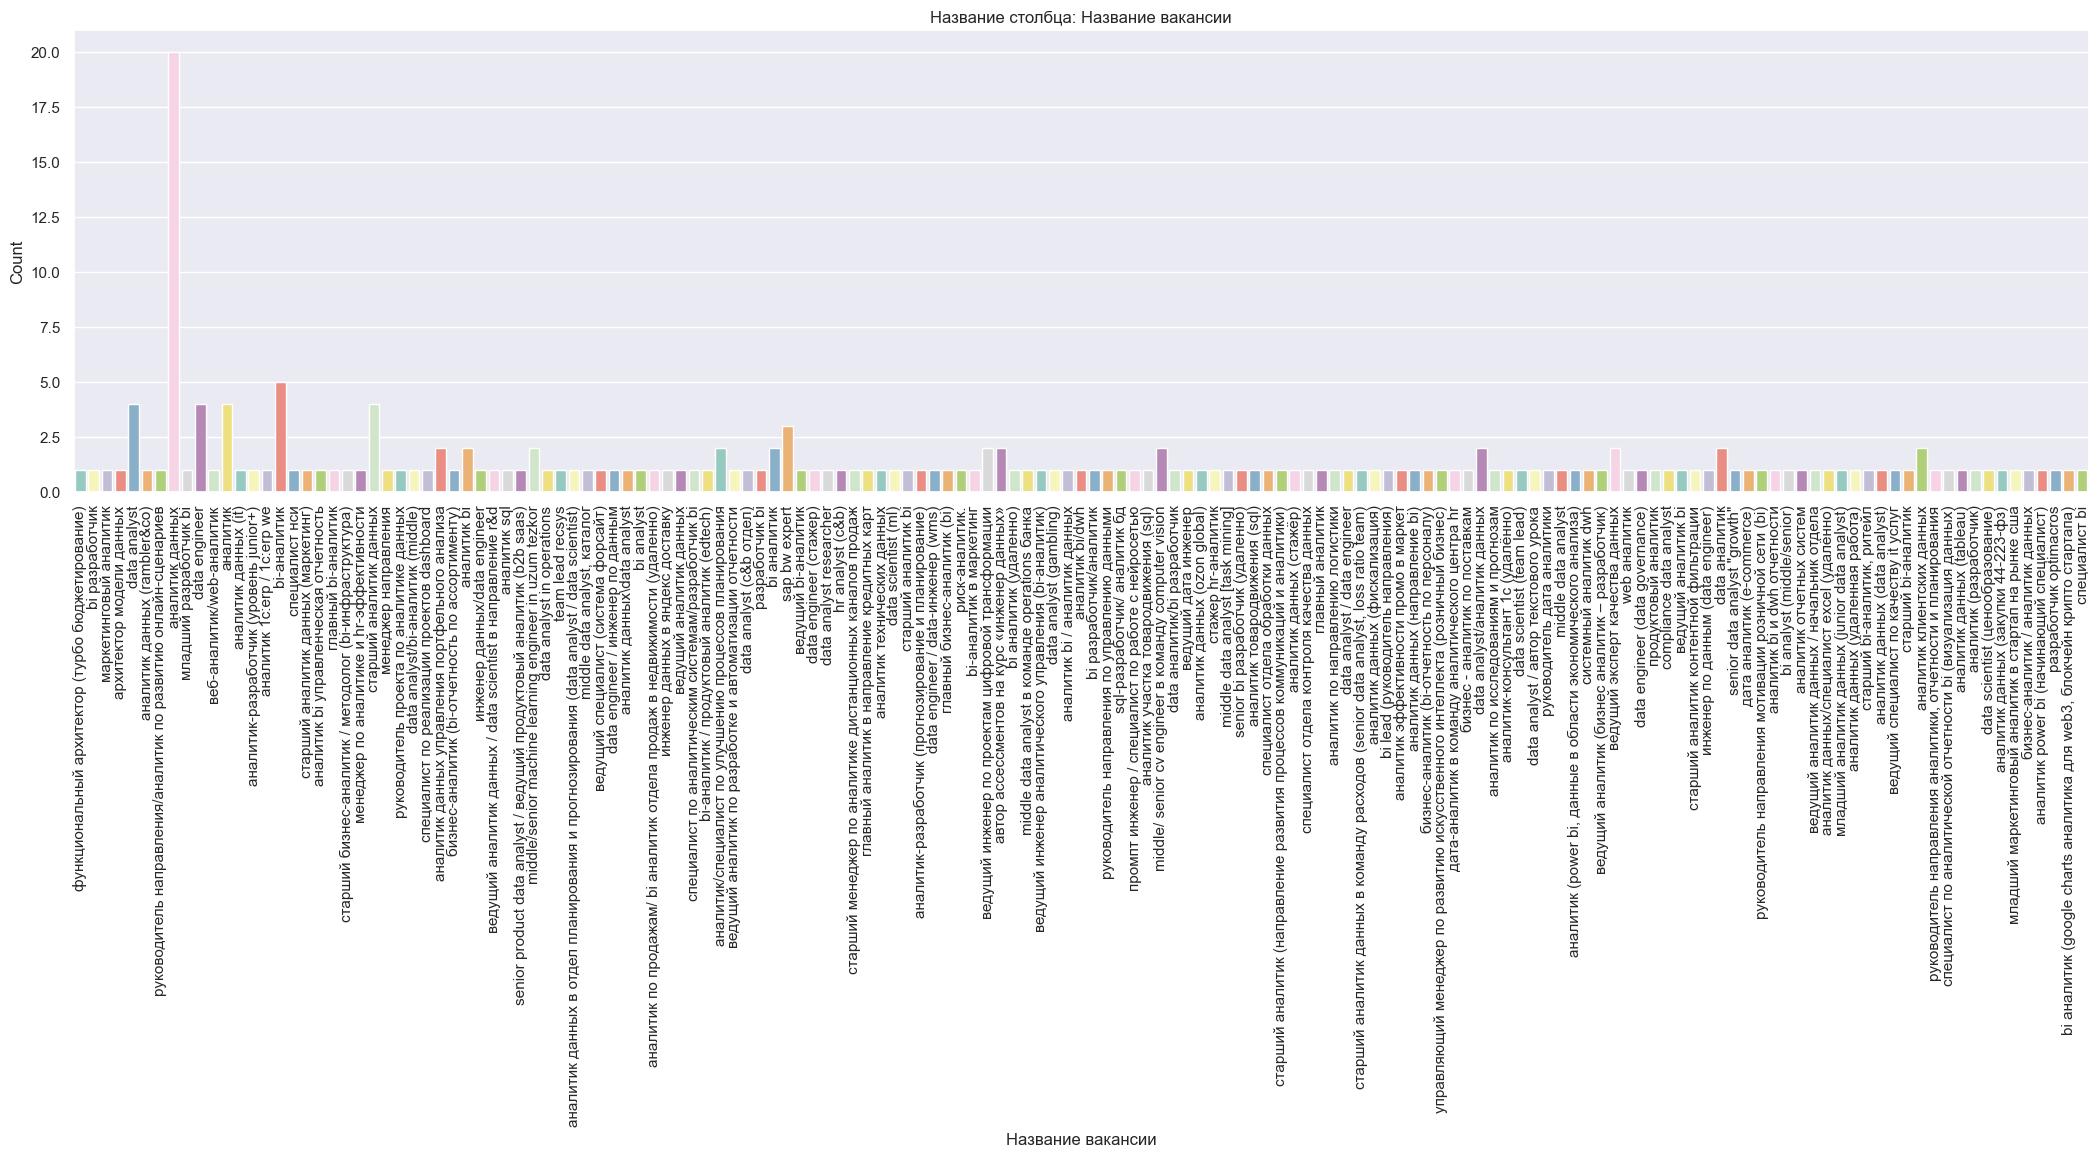 Название столбца: Название вакансии
Count
20.0
17.5
15.0
12.5
10.0
7.5
5.0
2.5
0.0
функциональный архитектор (турбо бюджетирование)
bi разработчик
маркетинговый аналитик
архитектор модели данных
data analyst
аналитик данных (rambler&co)
руководитель направления/аналитик по развитию онлайн-сценариев
аналитик данных
младший разработчик bi
data engineer
веб-аналитик/web-аналитик
аналитик
аналитик данных (it)
аналитик-разработчик (уровень junior+)
аналитик 1c:erp / 1c:erp we
bi-аналитик
специалист нси
старший аналитик данных (маркетинг)
аналитик bi управленческая отчетность
главный bi-аналитик
старший бизнес-аналитик / методолог (bi-инфраструктура)
менеджер по аналитике и hr-эффективности
старший аналитик данных
менеджер направления
руководитель проекта по аналитике данных
data analyst/bi-аналитик (middle)
специалист по реализации проектов dashboard
аналитик данных управления портфельного анализа
бизнес-аналитик (bi-отчетность по ассортименту)
аналитик bi
инженер данных/data engineer
ведущий аналитик данных / data scientist в направление r&d
аналитик sql
senior product data analyst / ведущий продуктовый аналитик (b2b saas)
middle/senior machine learning engineer in uzum tezkor
data analyst in operations
team lead recsys
аналитик данных в отдел планирования и прогнозирования (data analyst / data scientist)
middle data analyst, каталог
ведущий специалист (система форсайт)
data engineer / инженер по данным
аналитик данных\data analyst
bi analyst
аналитик по продажам/ bi аналитик отдела продаж в недвижимости (удаленно)
инженер данных в яндекс доставку
ведущий аналитик данных
специалист по аналитическим системам/разработчик bi
bi-аналитик / продуктовый аналитик (edtech)
аналитик/специалист по улучшению процессов планирования
ведущий аналитик по разработке и автоматизации отчетности
data analyst (c&b отдел)
разработчик bi
bi аналитик
sap bw expert
ведущий bi-аналитик
data engineer (стажер)
data analyst researcher
hr analyst (c&b)
старший менеджер по аналитике дистанционных каналов продаж
главный аналитик в направление кредитных карт
аналитик технических данных
data scientist (ml)
старший аналитик bi
аналитик-разработчик (прогнозирование и планирование)
data engineer / data-инженер (wms)
главный бизнес-аналитик (bi)
риск-аналитик.
bi-аналитик в маркетинг
ведущий инженер по проектам цифровой трансформации
автор ассессментов на курс «инженер данных»
bi аналитик (удаленно)
middle data analyst в команде operations банка
ведущий инженер аналитического управления (bi-аналитик)
data analyst (gambling)
аналитик bi / аналитик данных
аналитик bi/dwh
bi разработчик/аналитик
руководитель направления по управлению данными
sql-разработчик/ аналитик бд
промпт инженер / специалист по работе с нейросетью
аналитик участка товародвижения (sql)
middle/ senior cv engineer в команду computer vision
data analitik/bi разработчик
ведущий дата инженер
аналитик данных (ozon global)
стажер hr-аналитик
middle data analyst [task mining]
senior bi разработчик (удаленно)
аналитик товародвижения (sql)
специалист отдела обработки данных
старший аналитик (направление развития процессов коммуникаций и аналитики)
аналитик данных (стажёр)
специалист отдела контроля качества данных
главный аналитик
аналитик по направлению логистики
data analyst / data engineer
старший аналитик данных в команду расходов (senior data analyst, loss ratio team)
аналитик данных (фискализация)
bi lead (руководитель направления)
аналитик эффективности промо в маркет
аналитик данных (направление bi)
бизнес-аналитик (bi-отчетность по персоналу)
управляющий менеджер по развитию искусственного интеллекта (розничный бизнес)
дата-аналитик в команду аналитического центра hr
бизнес - аналитик по поставкам
data analyst/аналитик данных
аналитик по исследованиям и прогнозам
аналитик-консультант 1с (удалённо)
data scientist (team lead)
data analyst / автор текстового урока
руководитель дата аналитики
middle data analyst
аналитик (power bi, данные в области экономического анализа)
системный аналитик dwh
ведущий аналитик (бизнес аналитик – разработчик)
ведущий эксперт качества данных
web аналитик
data engineer (data governance)
продуктовый аналитик
compliance data analyst
ведущий аналитик bi
старший аналитик контентной фильтрации
инженер по данным (data engineer)
data аналитик
senior data analyst "growth"
дата аналитик (e-commerce)
руководитель направления мотивации розничной сети (bi)
аналитик bi и dwh отчетности
bi analyst (middle/senior)
аналитик отчетных систем
ведущий аналитик данных / начальник отдела
аналитик данных/специалист excel (удаленно)
младший аналитик данных (junior data analyst)
аналитик данных (удаленная работа)
старший bi-аналитик, ритейл
аналитик данных (data analyst)
ведущий специалист по качеству it услуг
старший bi-аналитик
аналитик клиентских данных
руководитель направления аналитики, отчетности и планирования
специалист по аналитической отчетности bi (визуализация данных)
аналитик данных (tableau)
аналитик (разработчик)
data scientist (ценообразование)
аналитик данных (закупки 44-223-фз)
младший маркетинговый аналитик в стартап на рынке сша
бизнес-аналитик / аналитик данных
аналитик power bi (начинающий специалист)
разработчик optimacros
bi аналитик (google charts аналитика для web3, блокчейн крипто стартапа)
специалист bi
Название вакансии